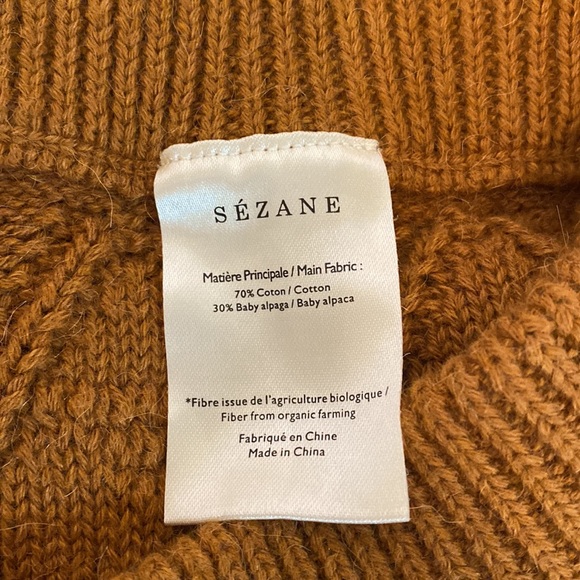 SÉZANE
Matière Principale / Main Fabric :
70% Coton / Cotton
30% Baby alpaga / Baby alpaca
*Fibre issue de l'agriculture biologique /
Fiber from organic farming
Fabriqué en Chine
Made in China